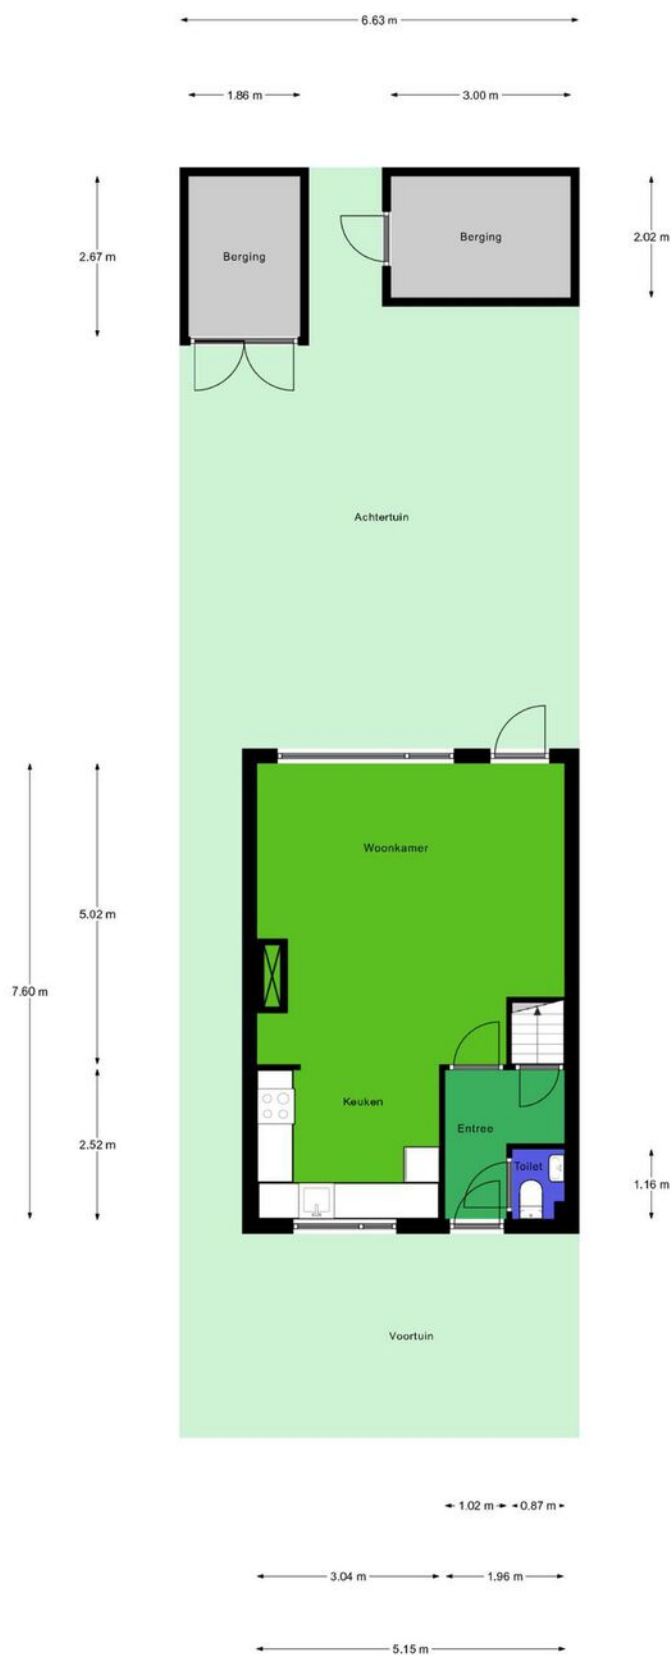 6.63 m
1.86 m
3.00 m
2.67 m
Berging
Berging
2.02 m
Achtertuin
Woonkamer
5.02 m
7.60 m
Keuken
Entree
2.52 m
Toilet
1.16 m
Voortuin
1.02 m
0.87 m
3.04 m
1.96 m
5.15 m